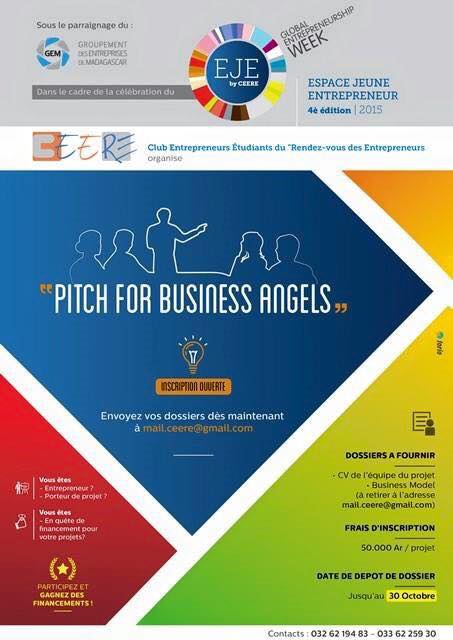 Sous le parraignage du :
GEM
GROUPEMENT
DES ENTREPRISES
DE MADAGASCAR
Dans le cadre de la célébration du
EJE
by CEERE
GLOBAL
ENTREPRENEURSHIP
WEEK
ESPACE JEUNE
ENTREPRENEUR
4è édition | 2015
CEERE
Club Entrepreneurs Étudiants du "Rendez-vous des Entrepreneurs
organise
"PITCH FOR BUSINESS ANGELS"
INSCRIPTION OUVERTE
Envoyez vos dossiers dès maintenant
à mail.ceere@gmail.com
Vous êtes
- Entrepreneur ?
- Porteur de projet ?
Vous êtes
- En quête de
financement pour
votre projets?
PARTICIPEZ ET
GAGNEZ DES
FINANCEMENTS !
DOSSIERS A FOURNIR
- CV de l'équipe du projet
- Business Model
(à retirer à l'adresse
mail.ceere@gmail.com)
FRAIS D'INSCRIPTION
50.000 Ar / projet
DATE DE DEPOT DE DOSSIER
Jusqu'au 30 Octobre
Contacts : 032 62 194 83 - 033 62 259 30